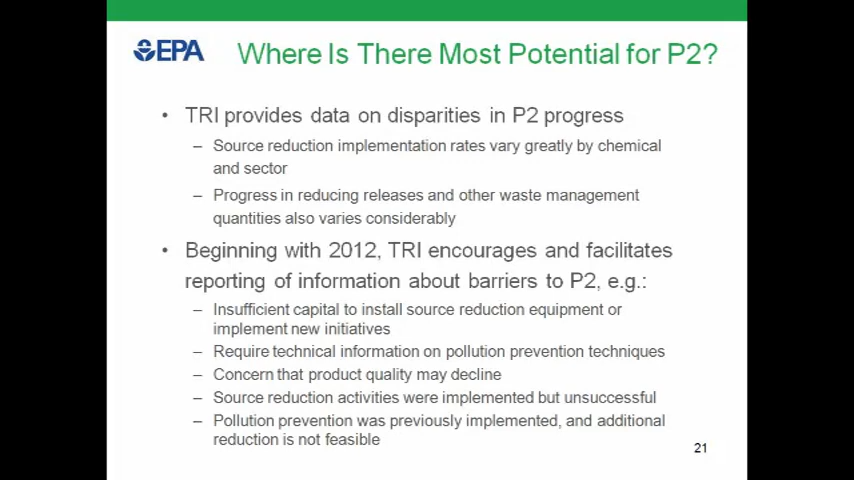 EPA
Where Is There Most Potential for P2?
• TRI provides data on disparities in P2 progress
– Source reduction implementation rates vary greatly by chemical
and sector
– Progress in reducing releases and other waste management
quantities also varies considerably
• Beginning with 2012, TRI encourages and facilitates
reporting of information about barriers to P2, e.g.:
– Insufficient capital to install source reduction equipment or
implement new initiatives
– Require technical information on pollution prevention techniques
– Concern that product quality may decline
– Source reduction activities were implemented but unsuccessful
– Pollution prevention was previously implemented, and additional
reduction is not feasible
21